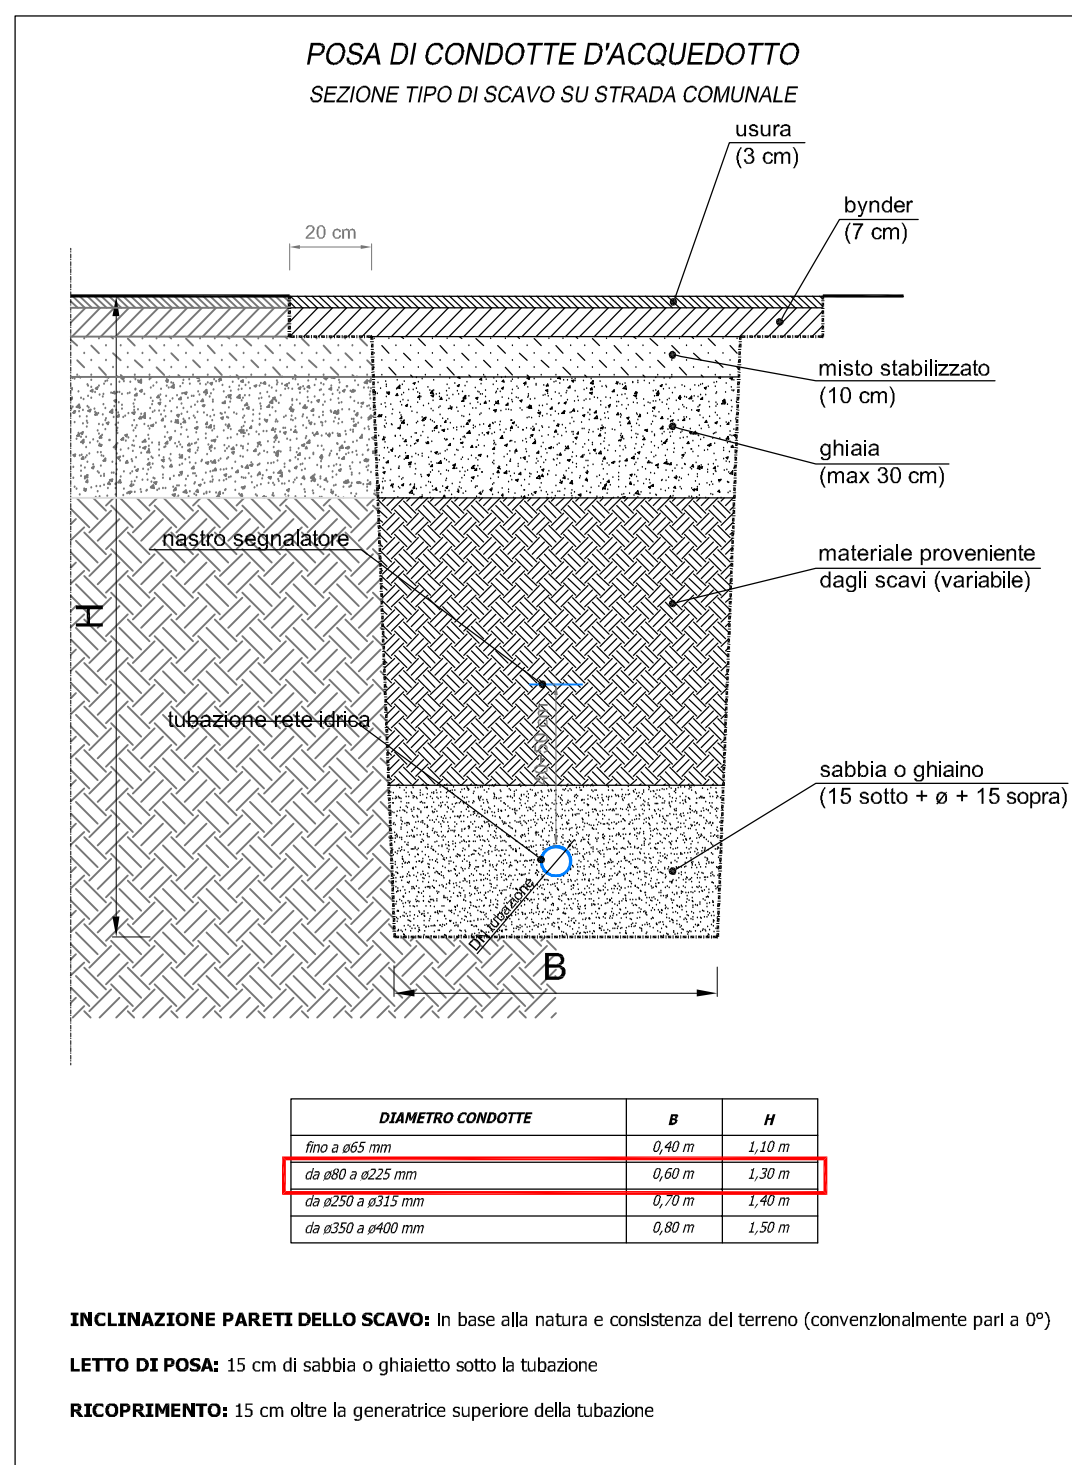 POSA DI CONDOTTE D'ACQUEDOTTO
SEZIONE TIPO DI SCAVO SU STRADA COMUNALE
usura
(3 cm)
bynder
(7 cm)
20 cm
misto stabilizzato
(10 cm)
ghiaia
(max 30 cm)
nastro segnalatore
materiale proveniente
dagli scavi (variabile)
H
tubazione rete idrica
sabbia o ghiaino
(15 sotto + ø + 15 sopra)
DN tubazione
B
DIAMETRO CONDOTTE B H
fino a ø65 mm 0,40 m 1,10 m
da ø80 a ø225 mm 0,60 m 1,30 m
da ø250 a ø315 mm 0,70 m 1,40 m
da ø350 a ø400 mm 0,80 m 1,50 m
INCLINAZIONE PARETI DELLO SCAVO: In base alla natura e consistenza del terreno (convenzionalmente pari a 0°)
LETTO DI POSA: 15 cm di sabbia o ghiaietto sotto la tubazione
RICOPRIMENTO: 15 cm oltre la generatrice superiore della tubazione